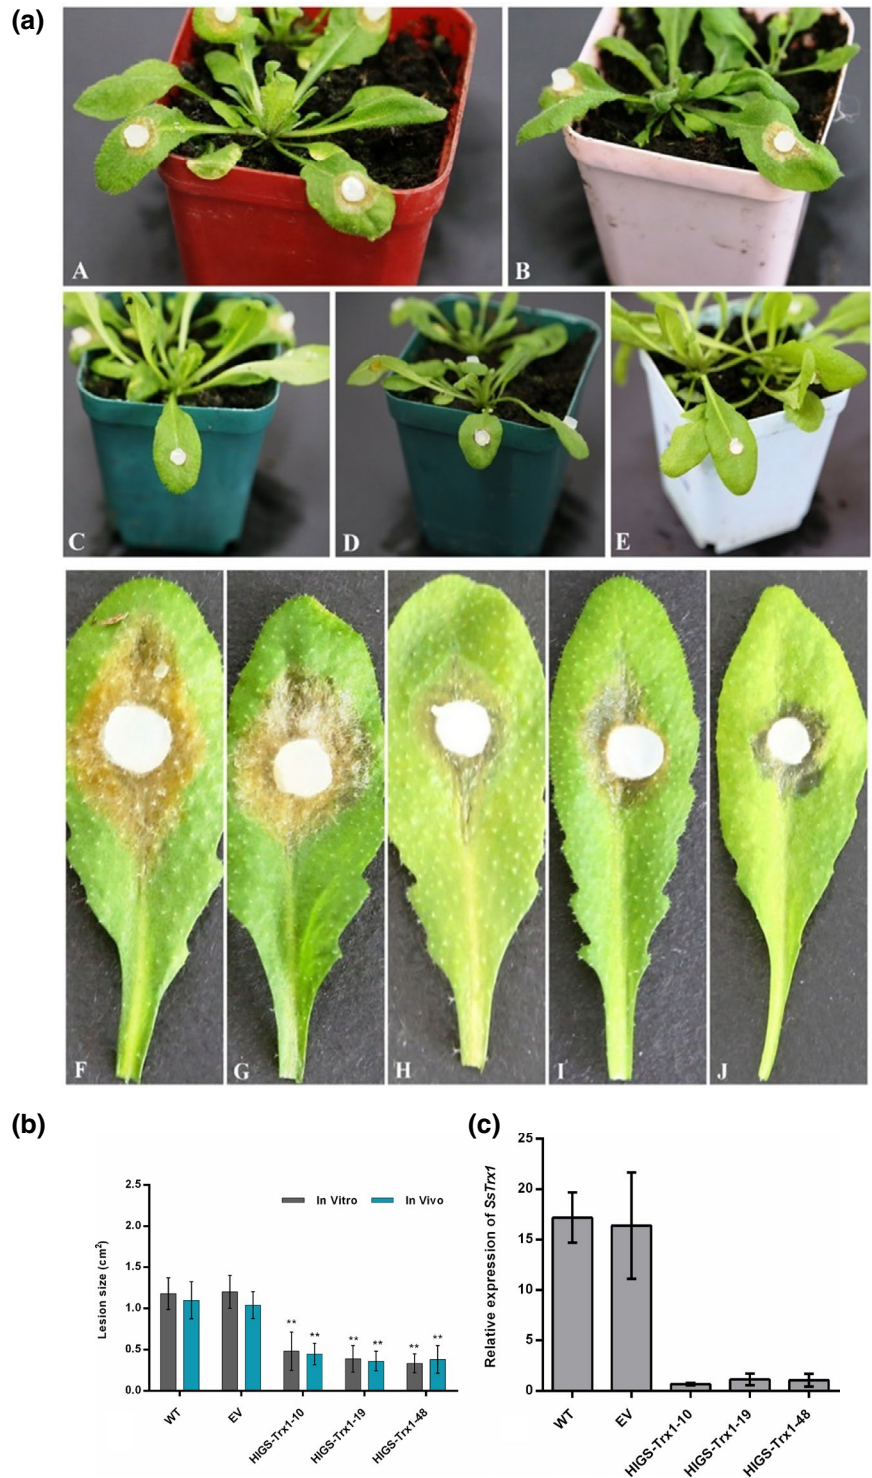 (a)
A
B
C
D
E
F
G
H
I
J
(b)
Lesion size (cm2)
2.5
2.0
1.5
1.0
0.5
0.0
In Vitro
In Vivo
**
**
**
**
**
**
WT
EV
HIGS-Trx1-10
HIGS-Trx1-19
HIGS-Trx1-48
(c)
Relative expression of SsTrx1
25
20
15
10
5
0
WT
EV
HIGS-Trx1-10
HIGS-Trx1-19
HIGS-Trx1-48